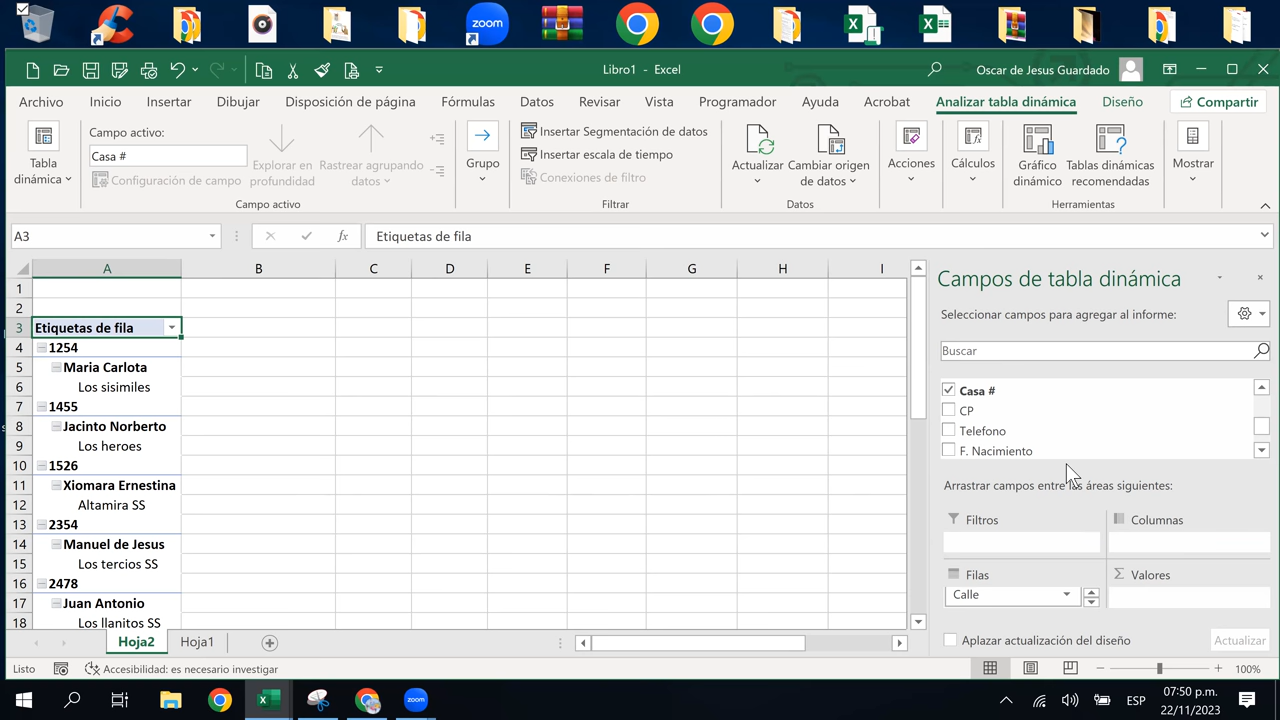 zoom
Libro1 - Excel
Oscar de Jesus Guardado
Archivo Inicio Insertar Dibujar Disposición de página Fórmulas Datos Revisar Vista Programador Ayuda Acrobat Analizar tabla dinámica Diseño Compartir
Tabla dinámica
Campo activo:
Casa #
Configuración de campo
Explorar en profundidad
Rastrear agrupando datos
Campo activo
Grupo
Insertar Segmentación de datos
Insertar escala de tiempo
Conexiones de filtro
Filtrar
Actualizar
Cambiar origen de datos
Datos
Acciones
Cálculos
Gráfico dinámico
Tablas dinámicas recomendadas
Herramientas
Mostrar
A3
fx
Etiquetas de fila
A B C D E F G H I
1
2
3 Etiquetas de fila
4 1254
5 Maria Carlota
6 Los sisimiles
7 1455
8 Jacinto Norberto
9 Los heroes
10 1526
11 Xiomara Ernestina
12 Altamira SS
13 2354
14 Manuel de Jesus
15 Los tercios SS
16 2478
17 Juan Antonio
18 Los llanitos SS
Campos de tabla dinámica
Seleccionar campos para agregar al informe:
Buscar
Casa #
CP
Telefono
F. Nacimiento
Arrastrar campos entre las áreas siguientes:
Filtros
Columnas
Filas
Σ Valores
Calle
Aplazar actualización del diseño
Actualizar
Hoja2 Hoja1
Listo
Accesibilidad: es necesario investigar
100%
zoom
ESP
07:50 p.m.
22/11/2023